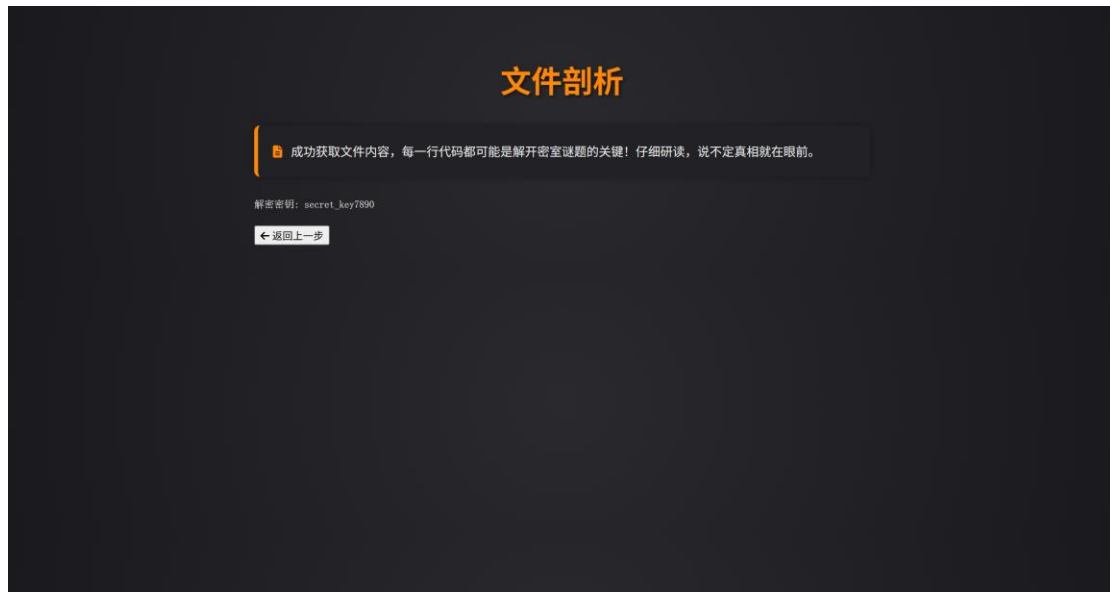 文件剖析
成功获取文件内容，每一行代码都可能是解开密室谜题的关键！仔细研读，说不定真相就在眼前。
解密密钥: secret_key7890
←返回上一步